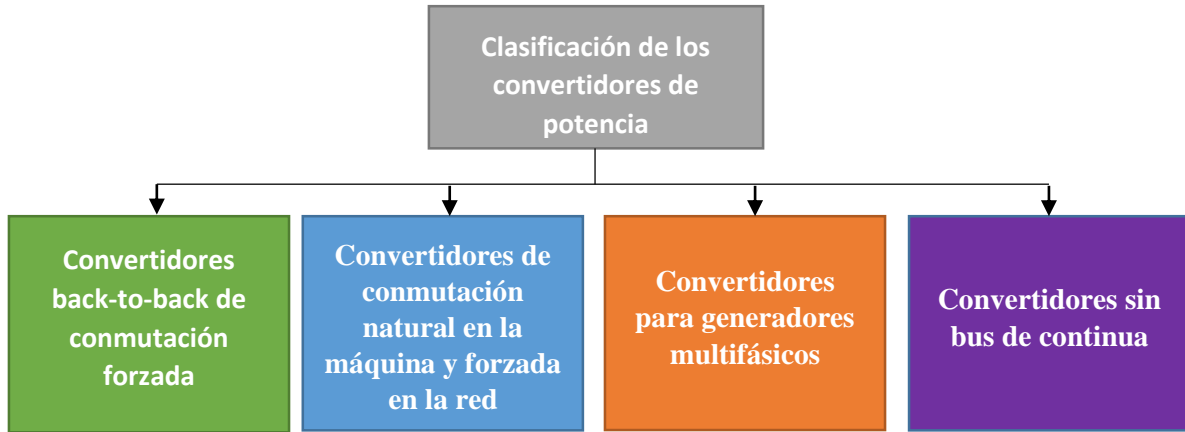 Clasificación de los
convertidores de
potencia
Convertidores
back-to-back de
conmutación
forzada
Convertidores de
conmutación
natural en la
máquina y forzada
en la red
Convertidores
para generadores
multifásicos
Convertidores sin
bus de continua